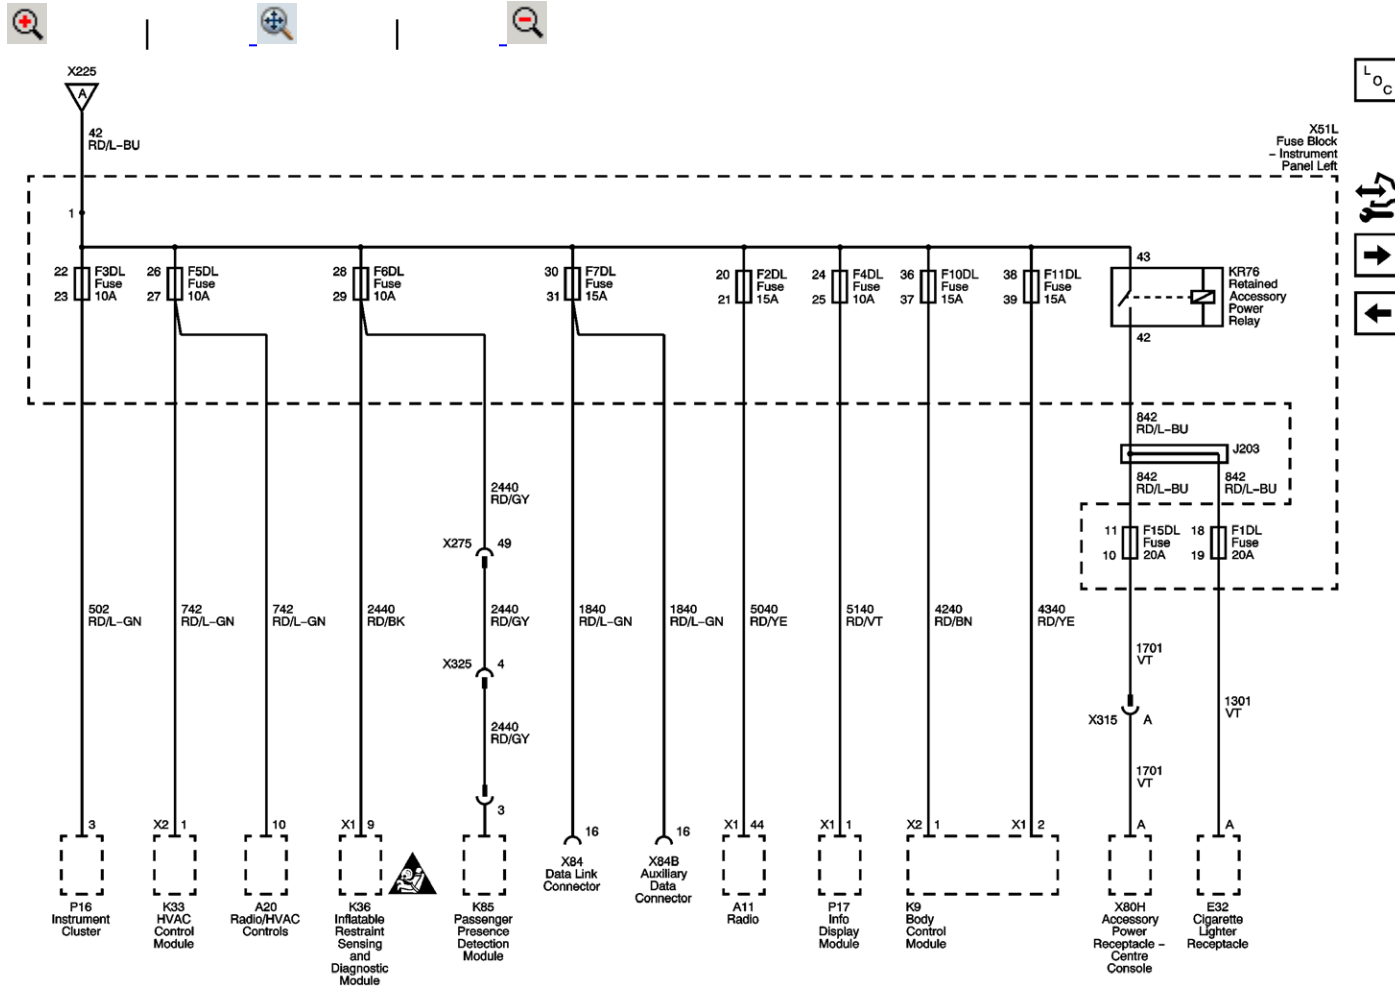 X225
A
42
RD/L-BU
L O C
X51L
Fuse Block
– Instrument
Panel Left
1
22 F3DL
Fuse
23 10A
26 F5DL
Fuse
27 10A
28 F6DL
Fuse
29 10A
30 F7DL
Fuse
31 15A
20 F2DL
Fuse
21 15A
24 F4DL
Fuse
25 10A
36 F10DL
Fuse
37 15A
38 F11DL
Fuse
39 15A
43
KR76
Retained
Accessory
Power
Relay
42
842
RD/L-BU
J203
842
RD/L-BU
842
RD/L-BU
11 F15DL
Fuse
10 20A
18 F1DL
Fuse
19 20A
2440
RD/GY
X275 49
502
RD/L-GN
742
RD/L-GN
742
RD/L-GN
2440
RD/BK
2440
RD/GY
1840
RD/L-GN
1840
RD/L-GN
5040
RD/YE
5140
RD/VT
4240
RD/BN
4340
RD/YE
X325 4
1701
VT
1301
VT
2440
RD/GY
X315 A
1701
VT
3
3
X2 1
10
X1 9
16
16
X1 44
X1 1
X2 1
X1 2
A
A
P16
Instrument
Cluster
K33
HVAC
Control
Module
A20
Radio/HVAC
Controls
K36
Inflatable
Restraint
Sensing
and
Diagnostic
Module
K85
Passenger
Presence
Detection
Module
X84
Data Link
Connector
X84B
Auxiliary
Data
Connector
A11
Radio
P17
Info
Display
Module
K9
Body
Control
Module
X80H
Accessory
Power
Receptacle –
Centre
Console
E32
Cigarette
Lighter
Receptacle